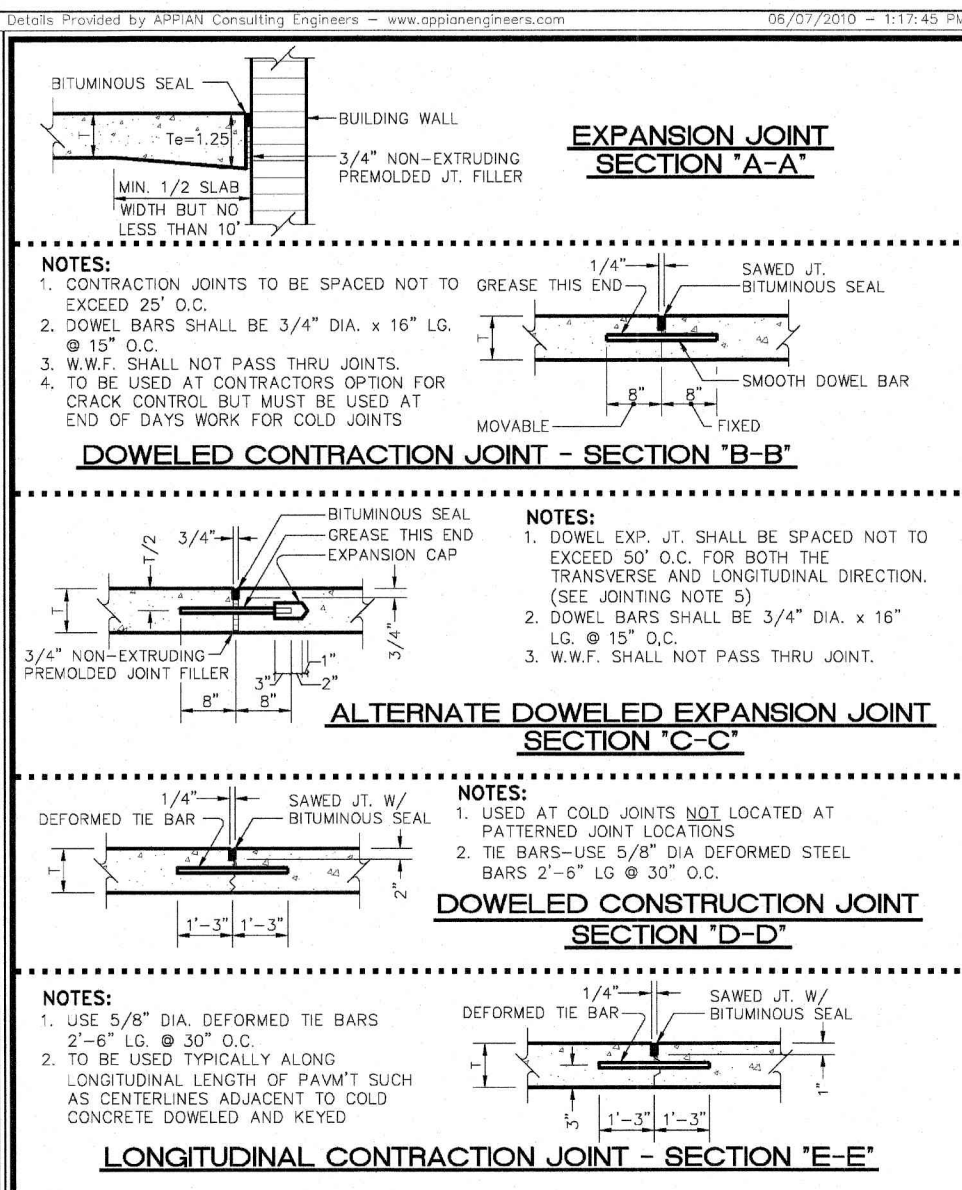 Details Provided by APPIAN Consulting Engineers - www.appianengineers.com
06/07/2010 - 1:17:45 PM
BITUMINOUS SEAL
BUILDING WALL
T
Te=1.25
3/4" NON-EXTRUDING
PREMOLDED JT. FILLER
MIN. 1/2 SLAB
WIDTH BUT NO
LESS THAN 10'
EXPANSION JOINT
SECTION "A-A"
NOTES:
1. CONTRACTION JOINTS TO BE SPACED NOT TO
EXCEED 25' O.C.
2. DOWEL BARS SHALL BE 3/4" DIA. x 16" LG.
@ 15" O.C.
3. W.W.F. SHALL NOT PASS THRU JOINTS.
4. TO BE USED AT CONTRACTORS OPTION FOR
CRACK CONTROL BUT MUST BE USED AT
END OF DAYS WORK FOR COLD JOINTS
1/4"
GREASE THIS END
SAWED JT.
BITUMINOUS SEAL
T
SMOOTH DOWEL BAR
8" 8"
MOVABLE
FIXED
DOWELED CONTRACTION JOINT - SECTION "B-B"
BITUMINOUS SEAL
GREASE THIS END
EXPANSION CAP
3/4"
T/2
T
3/4"
3/4" NON-EXTRUDING
PREMOLDED JOINT FILLER
1"
3" 2"
8" 8"
NOTES:
1. DOWEL EXP. JT. SHALL BE SPACED NOT TO
EXCEED 50' O.C. FOR BOTH THE
TRANSVERSE AND LONGITUDINAL DIRECTION.
(SEE JOINTING NOTE 5)
2. DOWEL BARS SHALL BE 3/4" DIA. x 16"
LG. @ 15" O,C.
3. W.W.F. SHALL NOT PASS THRU JOINT.
ALTERNATE DOWELED EXPANSION JOINT
SECTION "C-C"
1/4"
DEFORMED TIE BAR
SAWED JT. W/
BITUMINOUS SEAL
T
2"
1'-3" 1'-3"
NOTES:
1. USED AT COLD JOINTS NOT LOCATED AT
PATTERNED JOINT LOCATIONS
2. TIE BARS-USE 5/8" DIA DEFORMED STEEL
BARS 2'-6" LG @ 30" O.C.
DOWELED CONSTRUCTION JOINT
SECTION "D-D"
NOTES:
1. USE 5/8" DIA. DEFORMED TIE BARS
2'-6" LG. @ 30" O.C.
2. TO BE USED TYPICALLY ALONG
LONGITUDINAL LENGTH OF PAVM'T SUCH
AS CENTERLINES ADJACENT TO COLD
CONCRETE DOWELED AND KEYED
1/4"
DEFORMED TIE BAR
SAWED JT. W/
BITUMINOUS SEAL
T
1"
3"
1'-3" 1'-3"
LONGITUDINAL CONTRACTION JOINT - SECTION "E-E"